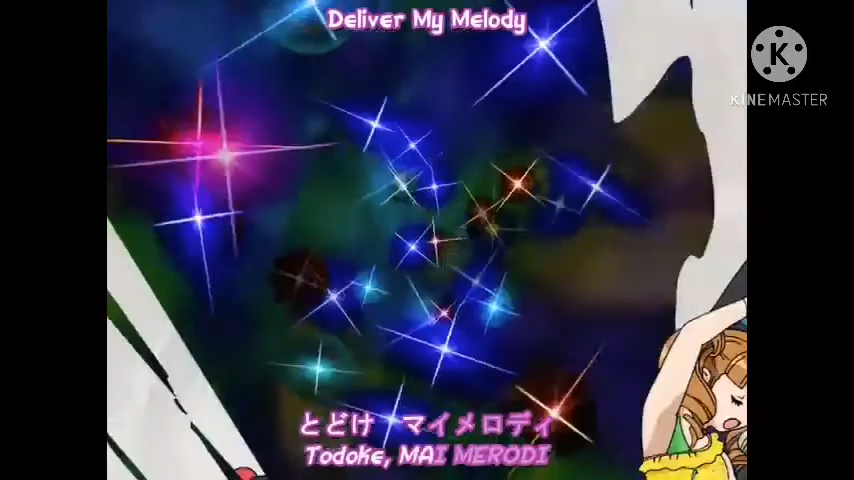 Deliver My Melody
K
KINEMASTER
とどけ マイメロディ
Todoke, MAI MERODI